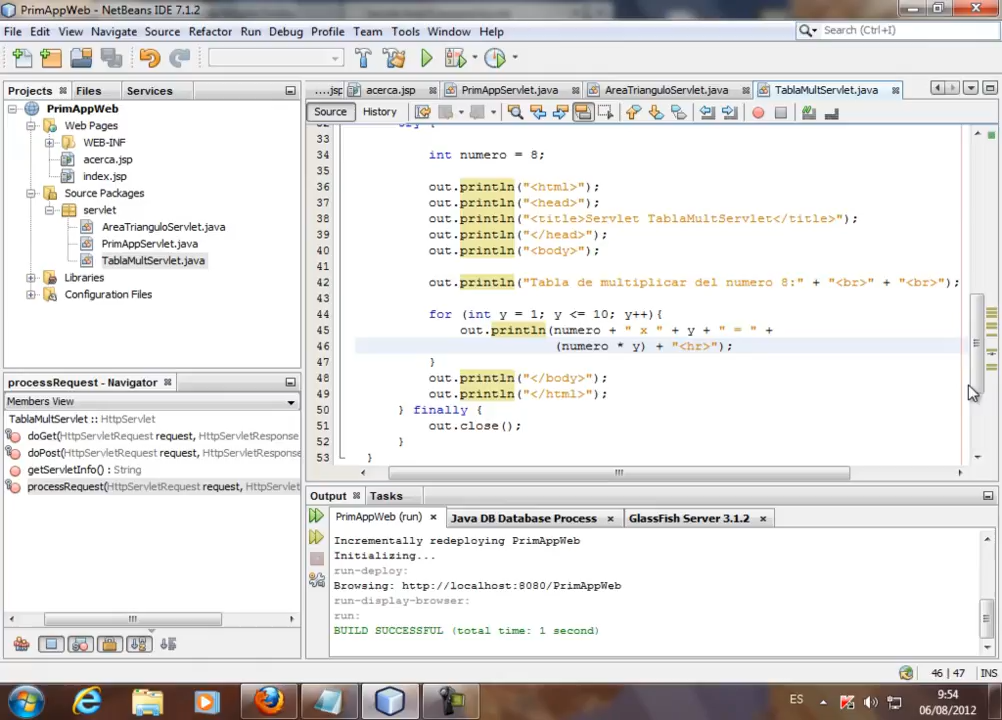 PrimAppWeb - NetBeans IDE 7.1.2
File Edit View Navigate Source Refactor Run Debug Profile Team Tools Window Help
Search (Ctrl+I)
Projects Files Services
....jsp acerca.jsp PrimAppServlet.java AreaTrianguloServlet.java TablaMultServlet.java
Source History
PrimAppWeb
Web Pages
WEB-INF
acerca.jsp
index.jsp
Source Packages
servlet
AreaTrianguloServlet.java
PrimAppServlet.java
TablaMultServlet.java
Libraries
Configuration Files
32 try {
33
34 int numero = 8;
35
36 out.println("<html>");
37 out.println("<head>");
38 out.println("<title>Servlet TablaMultServlet</title>");
39 out.println("</head>");
40 out.println("<body>");
41
42 out.println("Tabla de multiplicar del numero 8:" + "<br>" + "<br>");
43
44 for (int y = 1; y <= 10; y++){
45 out.println(numero + " x " + y + " = " +
46 (numero * y) + "<hr>");
47 }
48 out.println("</body>");
49 out.println("</html>");
50 } finally {
51 out.close();
52 }
53 }
processRequest - Navigator
Members View
TablaMultServlet :: HttpServlet
doGet(HttpServletRequest request, HttpServletResponse
doPost(HttpServletRequest request, HttpServletRespons
getServletInfo() : String
processRequest(HttpServletRequest request, HttpServlet
Output Tasks
PrimAppWeb (run) Java DB Database Process GlassFish Server 3.1.2
Incrementally redeploying PrimAppWeb
Initializing...
run-deploy:
Browsing: http://localhost:8080/PrimAppWeb
run-display-browser:
run:
BUILD SUCCESSFUL (total time: 1 second)
46 | 47 INS
ES
9:54
06/08/2012